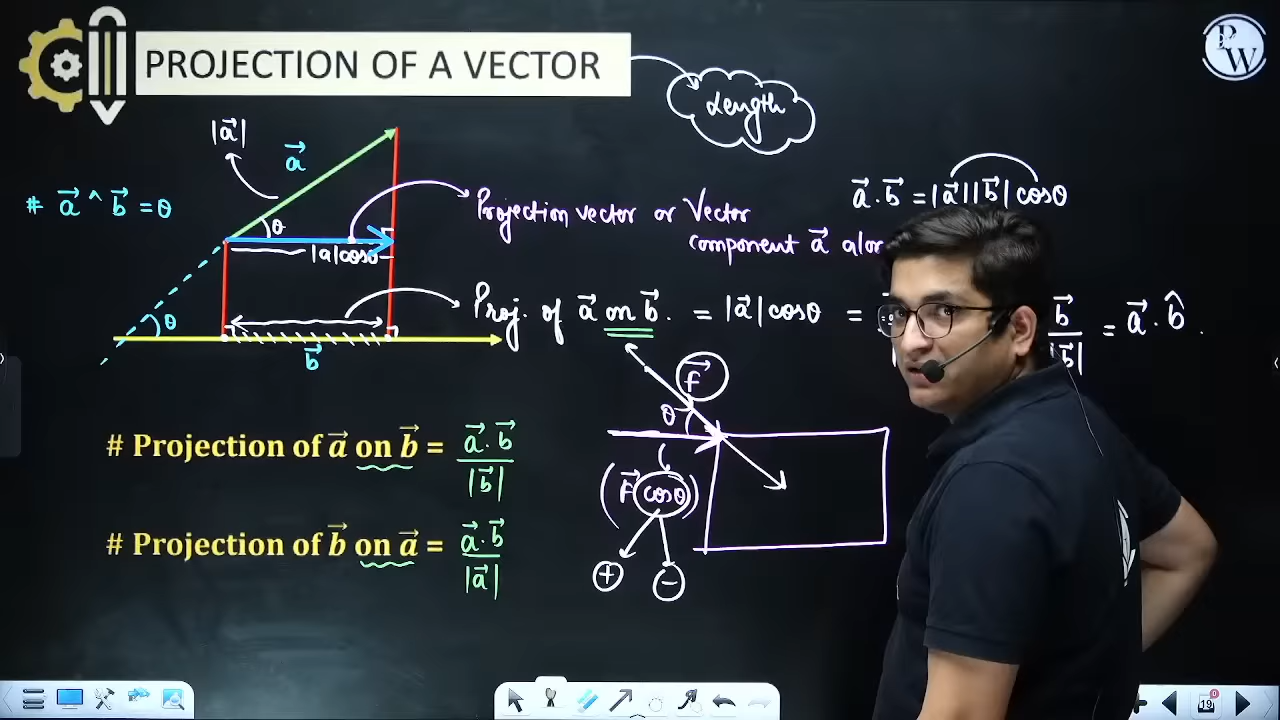 PROJECTION OF A VECTOR
PW
Length
|a⃗|
a⃗
# a⃗ ^ b⃗ = θ
θ
|a|cosθ
θ
b⃗
a⃗.b⃗ = |a⃗||b⃗|cosθ
Projection vector or Vector
component a⃗
Proj. of a⃗ on b⃗. = |a⃗|cosθ =
b⃗/|b⃗| = a⃗.b̂.
F⃗
θ
(F⃗ cosθ)
+
−
# Projection of a⃗ on b⃗ = a⃗.b⃗/|b⃗|
# Projection of b⃗ on a⃗ = a⃗.b⃗/|a⃗|
19